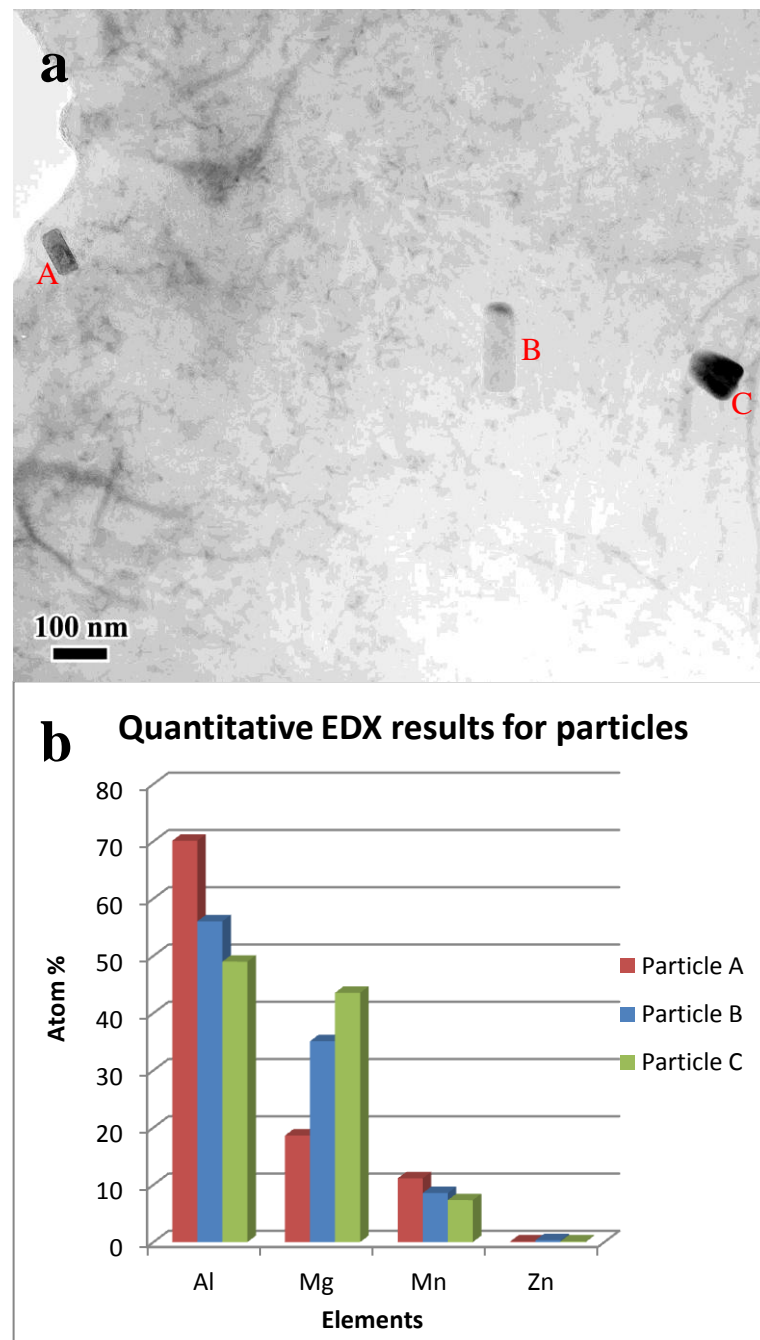 a
A
B
C
100 nm
b Quantitative EDX results for particles
80
70
60
50
40
30
20
10
0
Atom %
Al Mg Mn Zn
Elements
Particle A
Particle B
Particle C